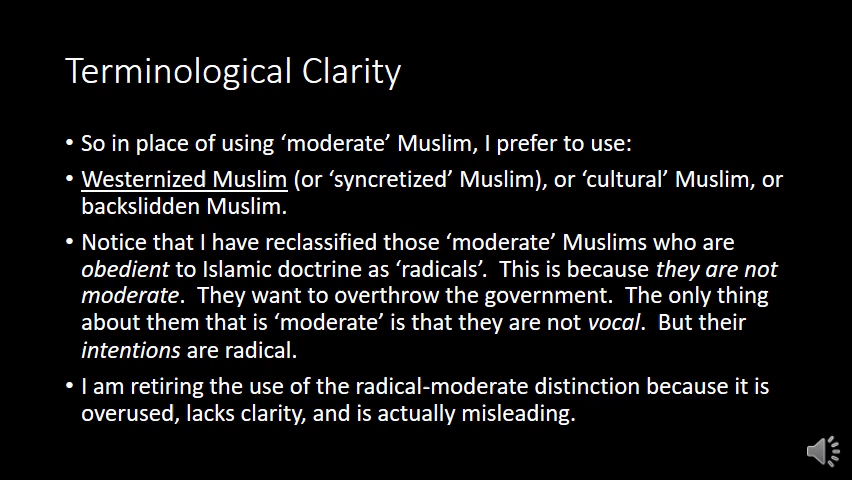 Terminological Clarity
• So in place of using ‘moderate’ Muslim, I prefer to use:
• Westernized Muslim (or ‘syncretized’ Muslim), or ‘cultural’ Muslim, or
backslidden Muslim.
• Notice that I have reclassified those ‘moderate’ Muslims who are
obedient to Islamic doctrine as ‘radicals’.  This is because they are not
moderate.  They want to overthrow the government.  The only thing
about them that is ‘moderate’ is that they are not vocal.  But their
intentions are radical.
• I am retiring the use of the radical-moderate distinction because it is
overused, lacks clarity, and is actually misleading.